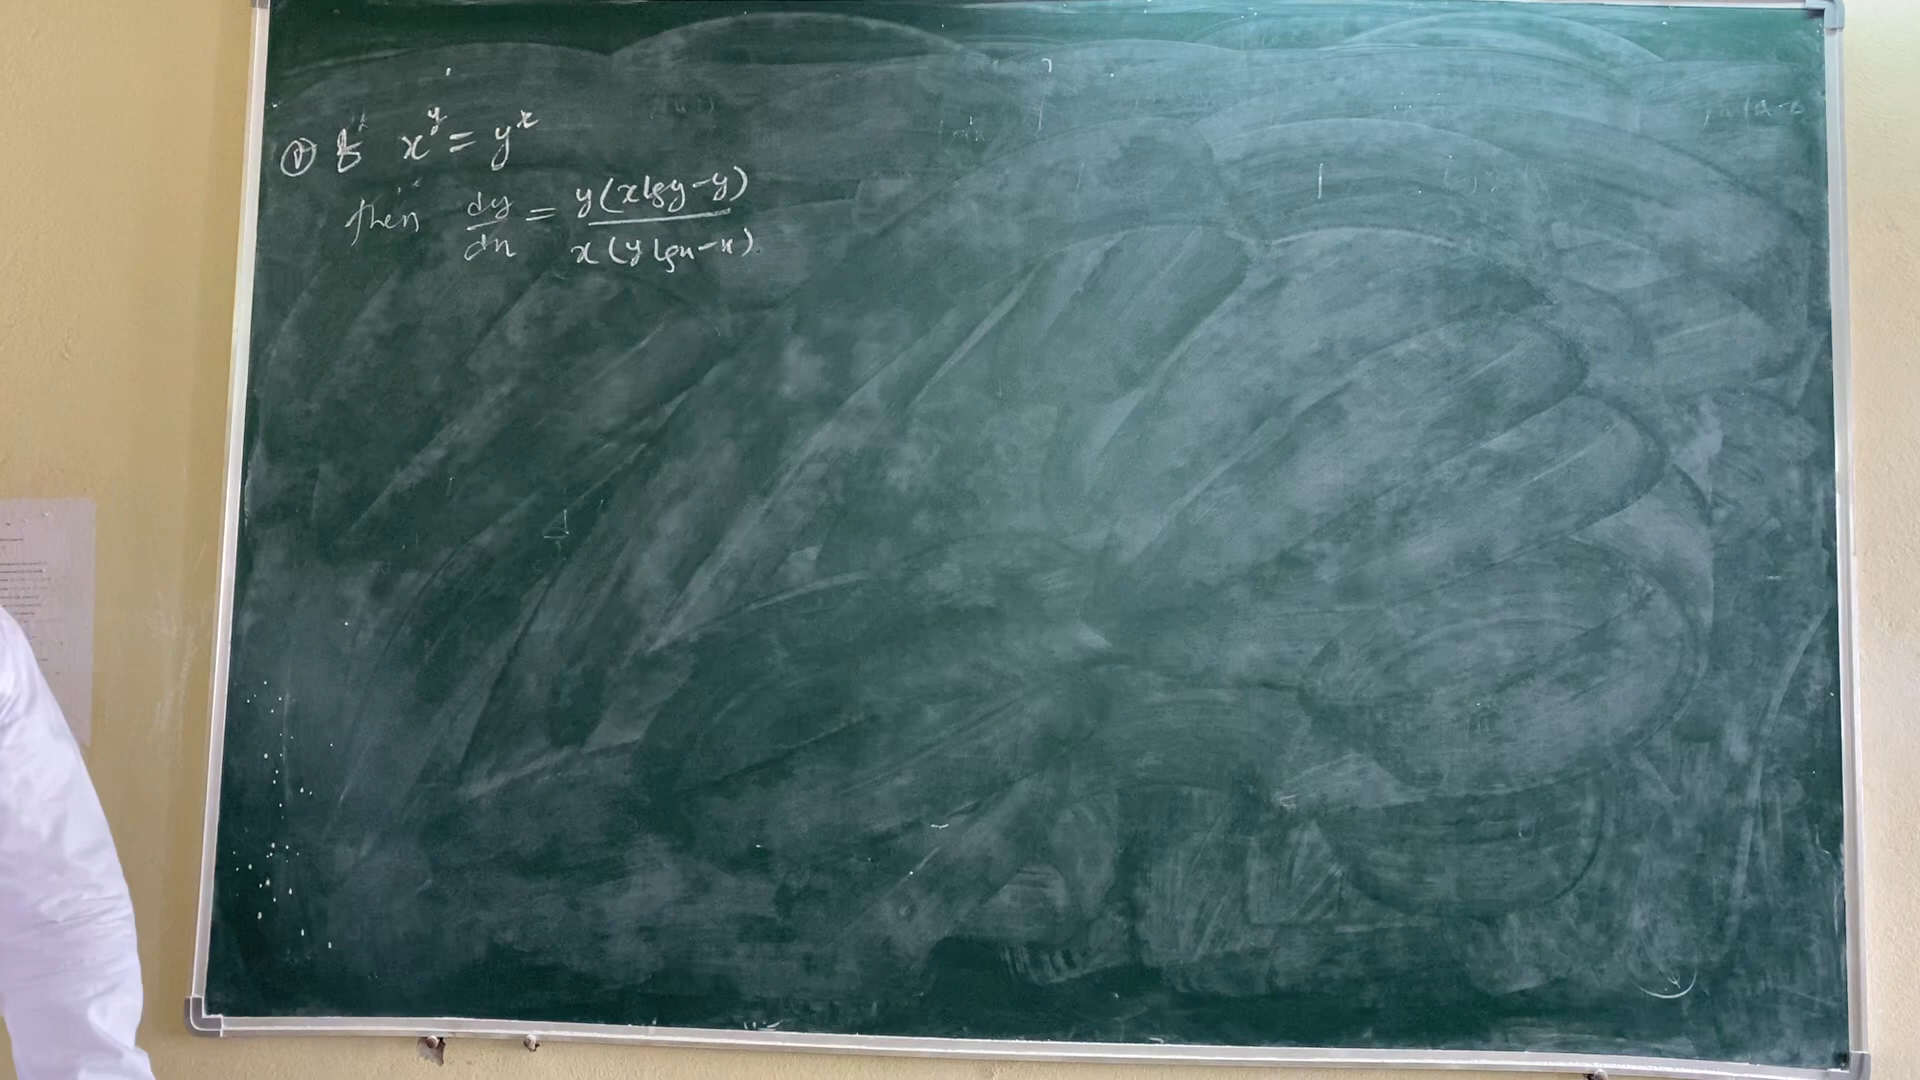 ① If x^y = y^x
then dy/dx = y(x log y - y) / x(y log x - x)